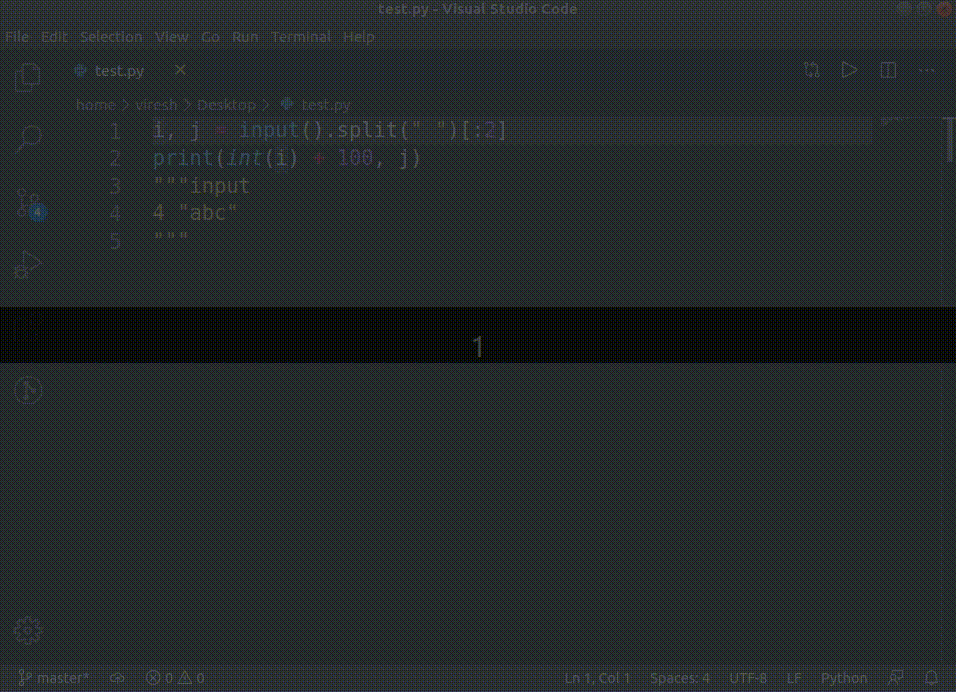 test.py - Visual Studio Code
File Edit Selection View Go Run Terminal Help
test.py
home > viresh > Desktop > test.py
1 i, j = input().split(" ")[:2]
2 print(int(i) + 100, j)
3 """input
4 4 "abc"
5 """
4
1
master* 0 0 Ln 1, Col 1 Spaces: 4 UTF-8 LF Python